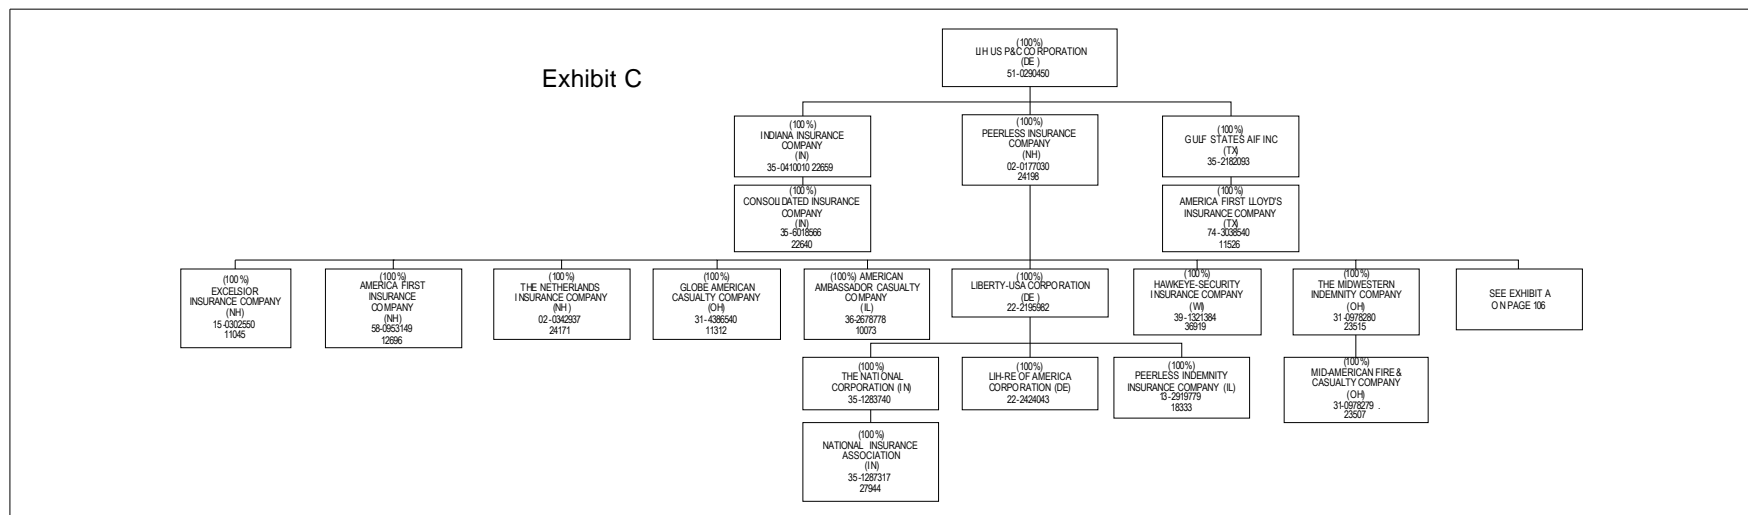 Exhibit C
(100%)
LIH US P&C CORPORATION
(DE)
51-0290450
(100%)
INDIANA INSURANCE
COMPANY
(IN)
35-0410010 22659
(100%)
PEERLESS INSURANCE
COMPANY
(NH)
02-0177030
24198
(100%)
GULF STATES AIF INC
(TX)
35-2182093
(100%)
CONSOLIDATED INSURANCE
COMPANY
(IN)
35-6018566
22640
(100%)
AMERICA FIRST LLOYD'S
INSURANCE COMPANY
(TX)
74-3038540
11526
(100%)
EXCELSIOR
INSURANCE COMPANY
(NH)
15-0302550
11045
(100%)
AMERICA FIRST
INSURANCE
COMPANY
(NH)
58-0953149
12696
(100%)
THE NETHERLANDS
INSURANCE COMPANY
(NH)
02-0342937
24171
(100%)
GLOBE AMERICAN
CASUALTY COMPANY
(OH)
31-4386540
11312
(100%) AMERICAN
AMBASSADOR CASUALTY
COMPANY
(IL)
36-2678778
10073
(100%)
LIBERTY-USA CORPORATION
(DE)
22-2195982
(100%)
HAWKEYE-SECURITY
INSURANCE COMPANY
(WI)
39-1321384
36919
(100%)
THE MIDWESTERN
INDEMNITY COMPANY
(OH)
31-0978280
23515
SEE EXHIBIT A
ON PAGE 106
(100%)
THE NATIONAL
CORPORATION (IN)
35-1283740
(100%)
LIH-RE OF AMERICA
CORPORATION (DE)
22-2424043
(100%)
PEERLESS INDEMNITY
INSURANCE COMPANY (IL)
13-2919779
18333
(100%)
MID-AMERICAN FIRE &
CASUALTY COMPANY
(OH)
31-0978279 .
23507
(100%)
NATIONAL INSURANCE
ASSOCIATION
(IN)
35-1287317
27944